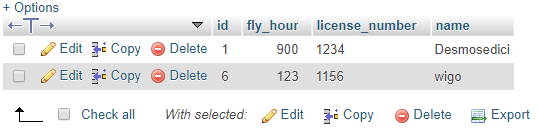 + Options
id fly_hour license_number name
Edit Copy Delete 1 900 1234 Desmosedici
Edit Copy Delete 6 123 1156 wigo
Check all With selected: Edit Copy Delete Export